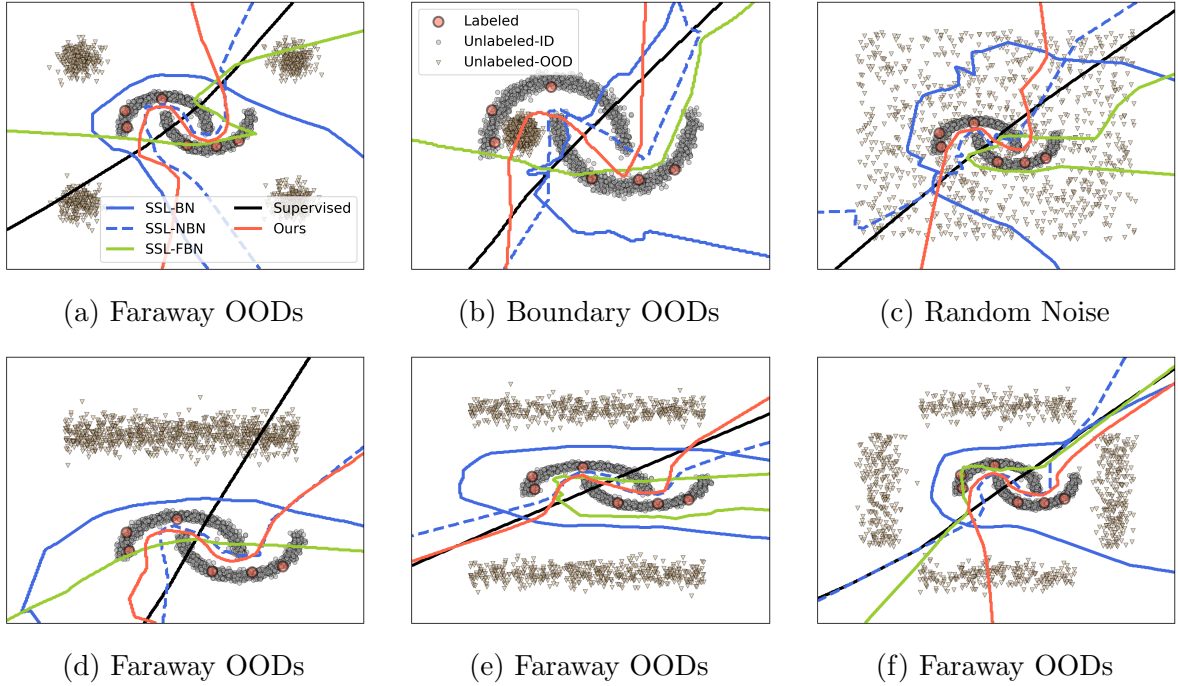 SSL-BN
SSL-NBN
SSL-FBN
Supervised
Ours
Labeled
Unlabeled-ID
Unlabeled-OOD
(a) Faraway OODs
(b) Boundary OODs
(c) Random Noise
(d) Faraway OODs
(e) Faraway OODs
(f) Faraway OODs